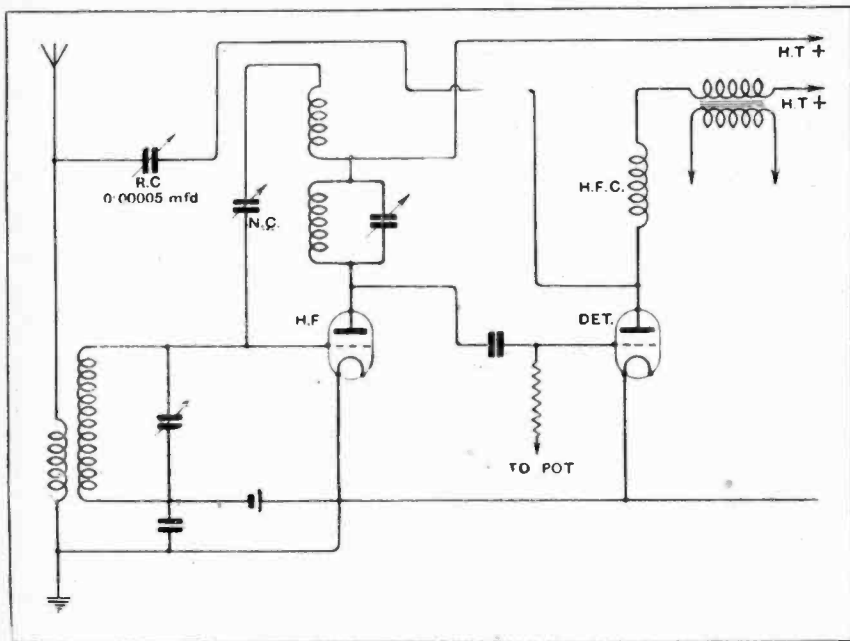 H.T +
H.T +
R.C
0·00005 mfd
N.C.
H.F.C.
H.F
DET.
TO POT